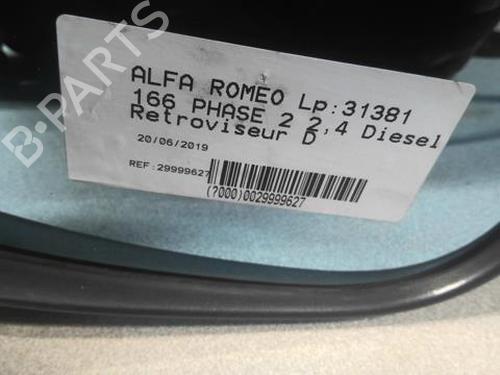 B-PARTS
ALFA ROMEO Lp:31381
166 PHASE 2 2,4 Diesel
Retroviseur D
20/06/2019
REF:29999627
(?000)0029999627